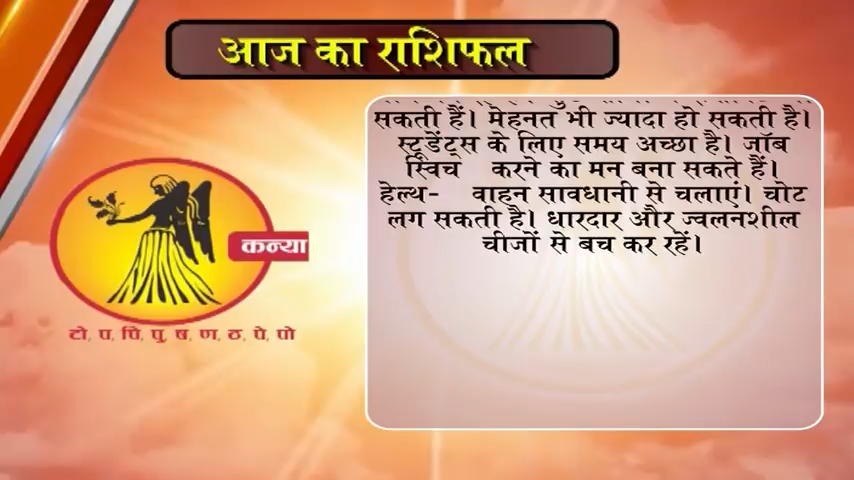 आज का राशिफल
सकती हैं। मेहनत भी ज्यादा हो सकती है।
स्टूडेंट्स के लिए समय अच्छा है। जॉब
स्विच करने का मन बना सकते हैं।
हेल्थ- वाहन सावधानी से चलाएं। चोट
लग सकती है। धारदार और ज्वलनशील
चीजों से बच कर रहें।
कन्या
टो, प, पि, पु, ष, ण, ठ, पे, पो